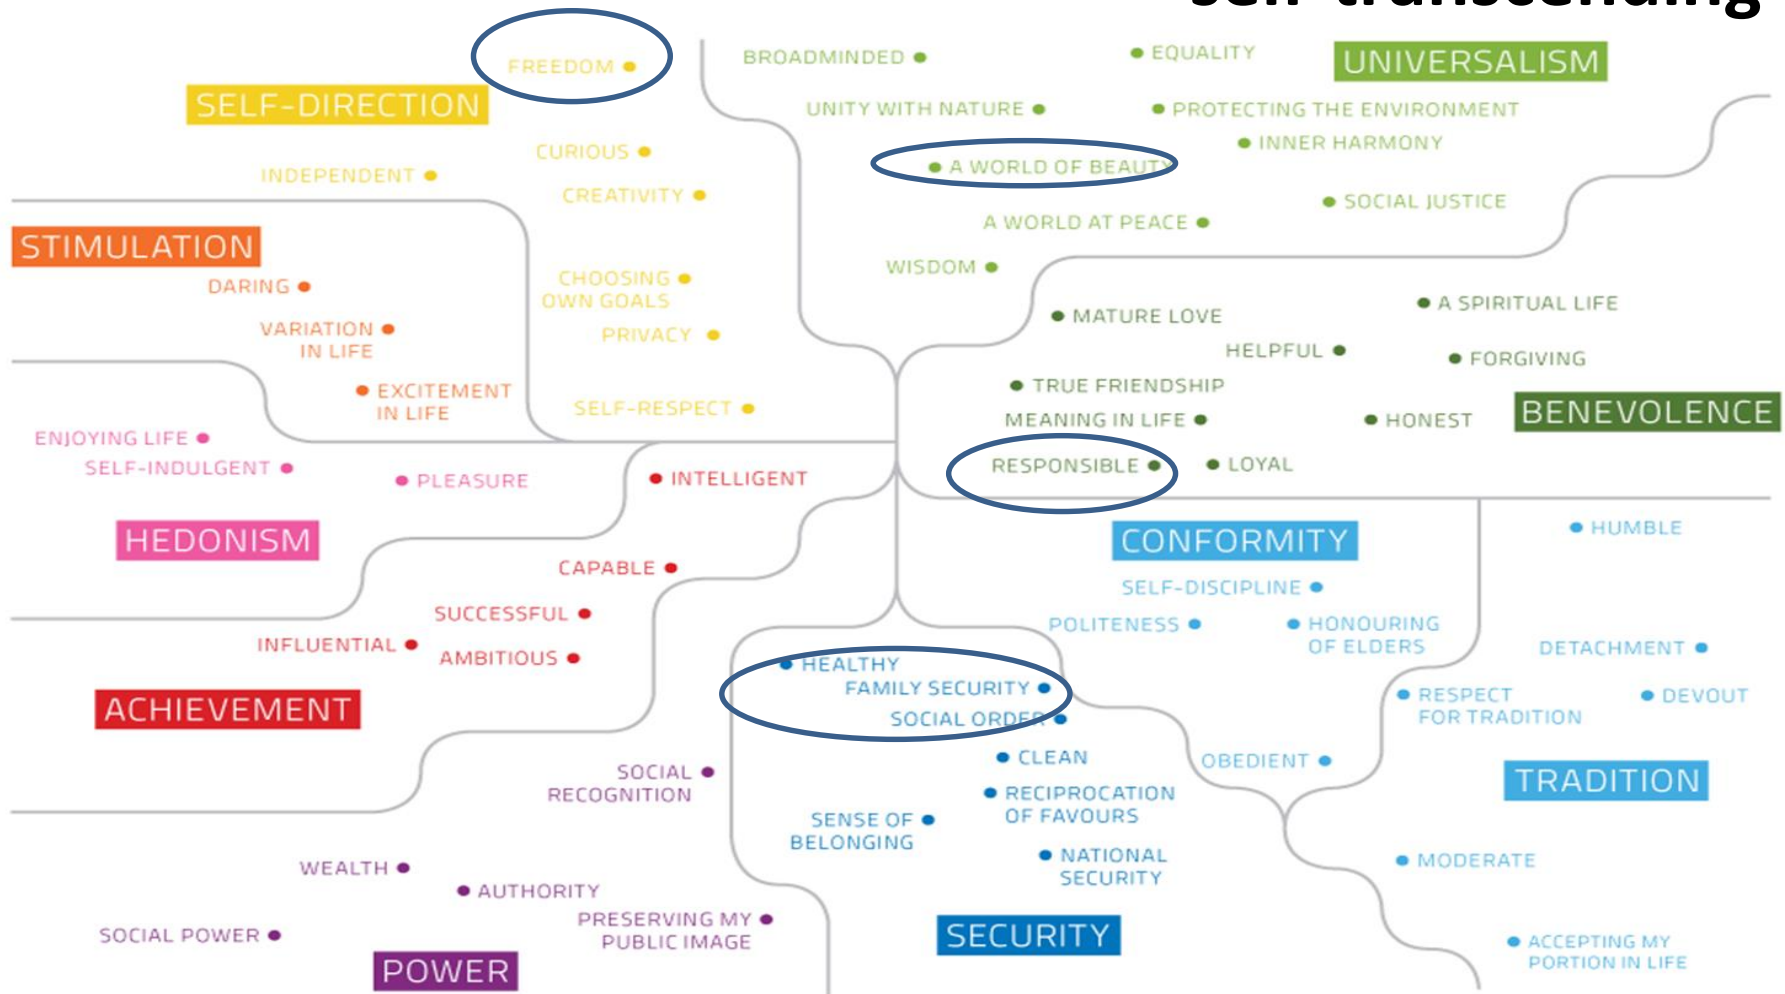 self-transcending
FREEDOM
SELF-DIRECTION
CURIOUS
INDEPENDENT
CREATIVITY
CHOOSING
OWN GOALS
PRIVACY
SELF-RESPECT
BROADMINDED
EQUALITY
UNIVERSALISM
UNITY WITH NATURE
PROTECTING THE ENVIRONMENT
INNER HARMONY
A WORLD OF BEAUTY
SOCIAL JUSTICE
A WORLD AT PEACE
WISDOM
STIMULATION
DARING
VARIATION
IN LIFE
EXCITEMENT
IN LIFE
MATURE LOVE
A SPIRITUAL LIFE
HELPFUL
FORGIVING
TRUE FRIENDSHIP
MEANING IN LIFE
HONEST
BENEVOLENCE
RESPONSIBLE
LOYAL
ENJOYING LIFE
SELF-INDULGENT
PLEASURE
HEDONISM
INTELLIGENT
CAPABLE
SUCCESSFUL
INFLUENTIAL
AMBITIOUS
ACHIEVEMENT
CONFORMITY
SELF-DISCIPLINE
POLITENESS
HONOURING
OF ELDERS
OBEDIENT
HUMBLE
DETACHMENT
RESPECT
FOR TRADITION
DEVOUT
TRADITION
MODERATE
ACCEPTING MY
PORTION IN LIFE
HEALTHY
FAMILY SECURITY
SOCIAL ORDER
CLEAN
RECIPROCATION
OF FAVOURS
SENSE OF
BELONGING
NATIONAL
SECURITY
SECURITY
SOCIAL
RECOGNITION
WEALTH
AUTHORITY
PRESERVING MY
PUBLIC IMAGE
SOCIAL POWER
POWER